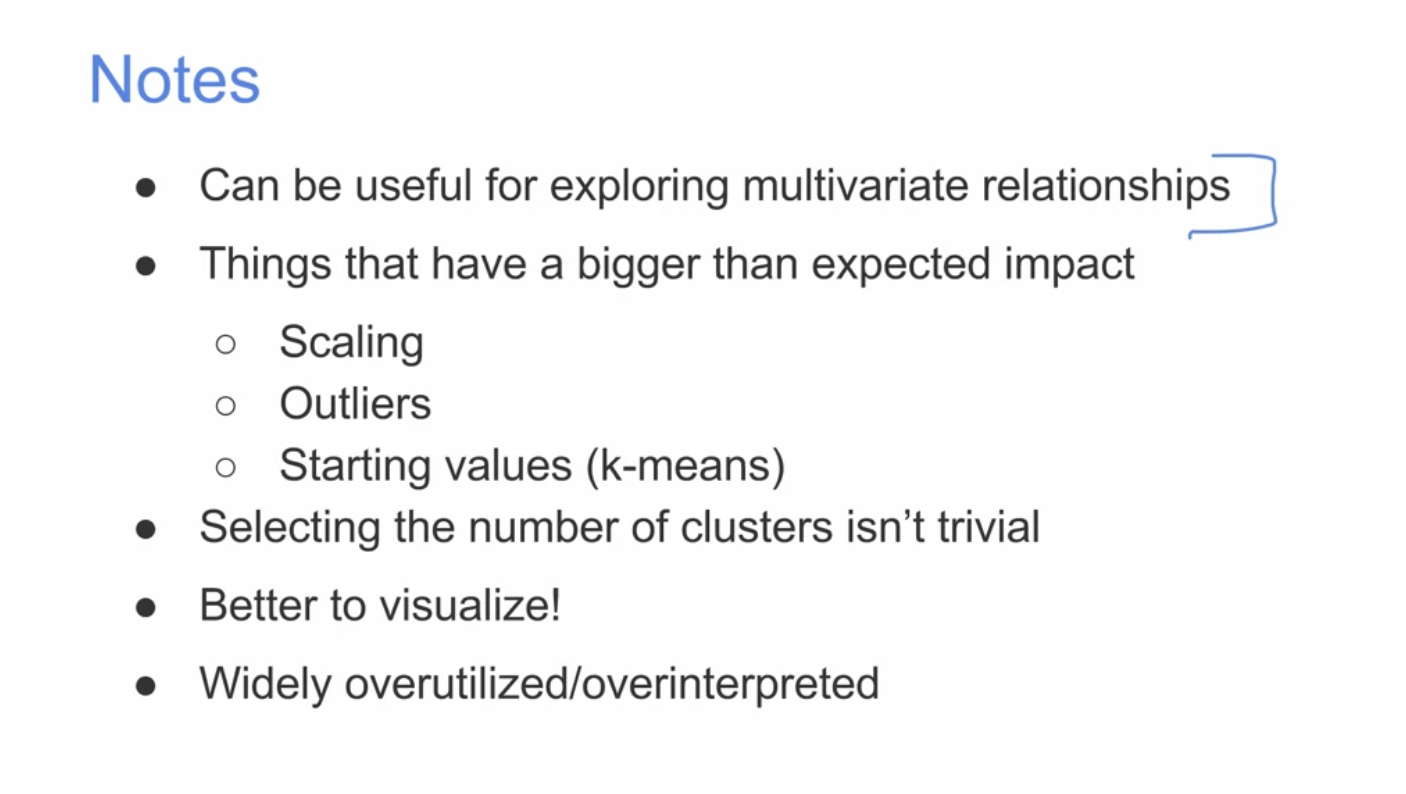 Notes
● Can be useful for exploring multivariate relationships
● Things that have a bigger than expected impact
○ Scaling
○ Outliers
○ Starting values (k-means)
● Selecting the number of clusters isn’t trivial
● Better to visualize!
● Widely overutilized/overinterpreted